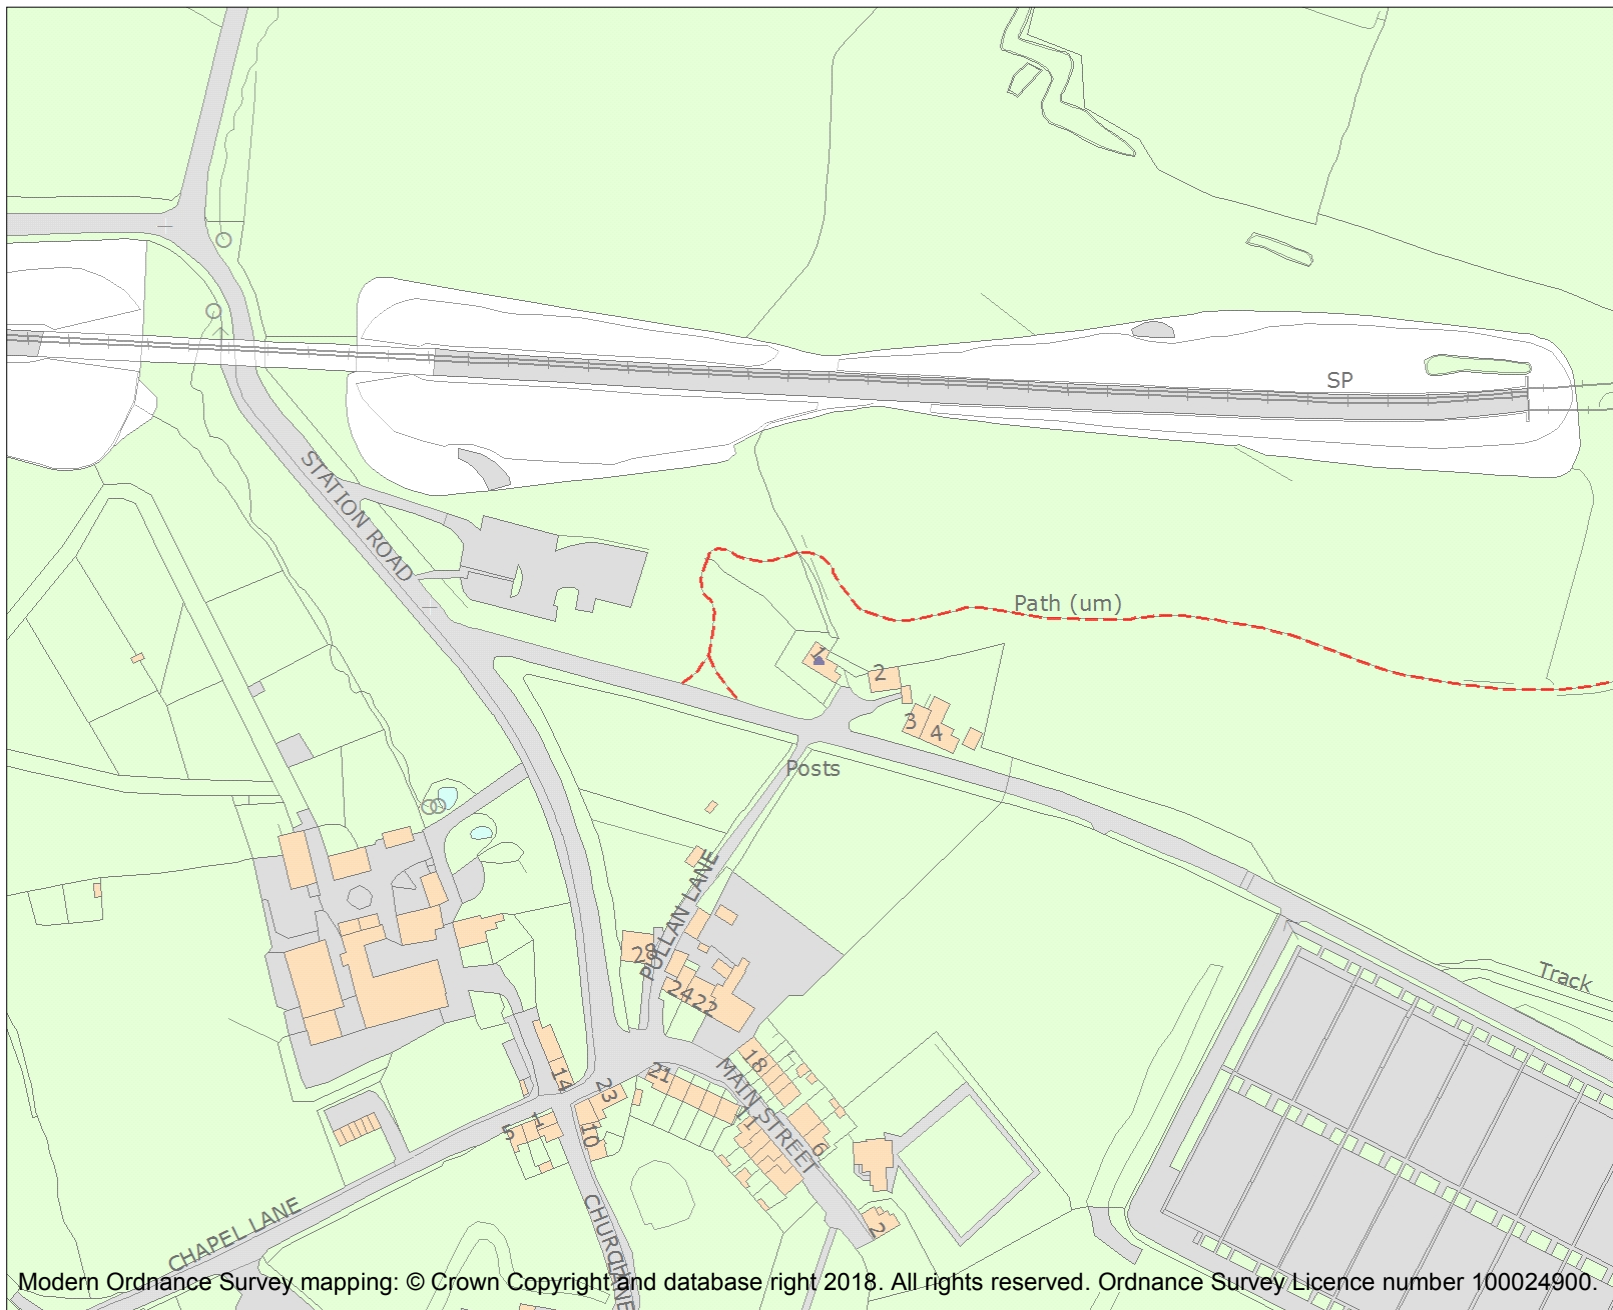 SP
STATION ROAD
Path (um)
1
2
3
4
Posts
PULLAN LANE
28
24
22
Track
18
21
MAIN STREET
14
23
11
1
5
10
6
2
CHAPEL LANE
CHURCH LANE
Modern Ordnance Survey mapping: © Crown Copyright and database right 2018. All rights reserved. Ordnance Survey Licence number 100024900.